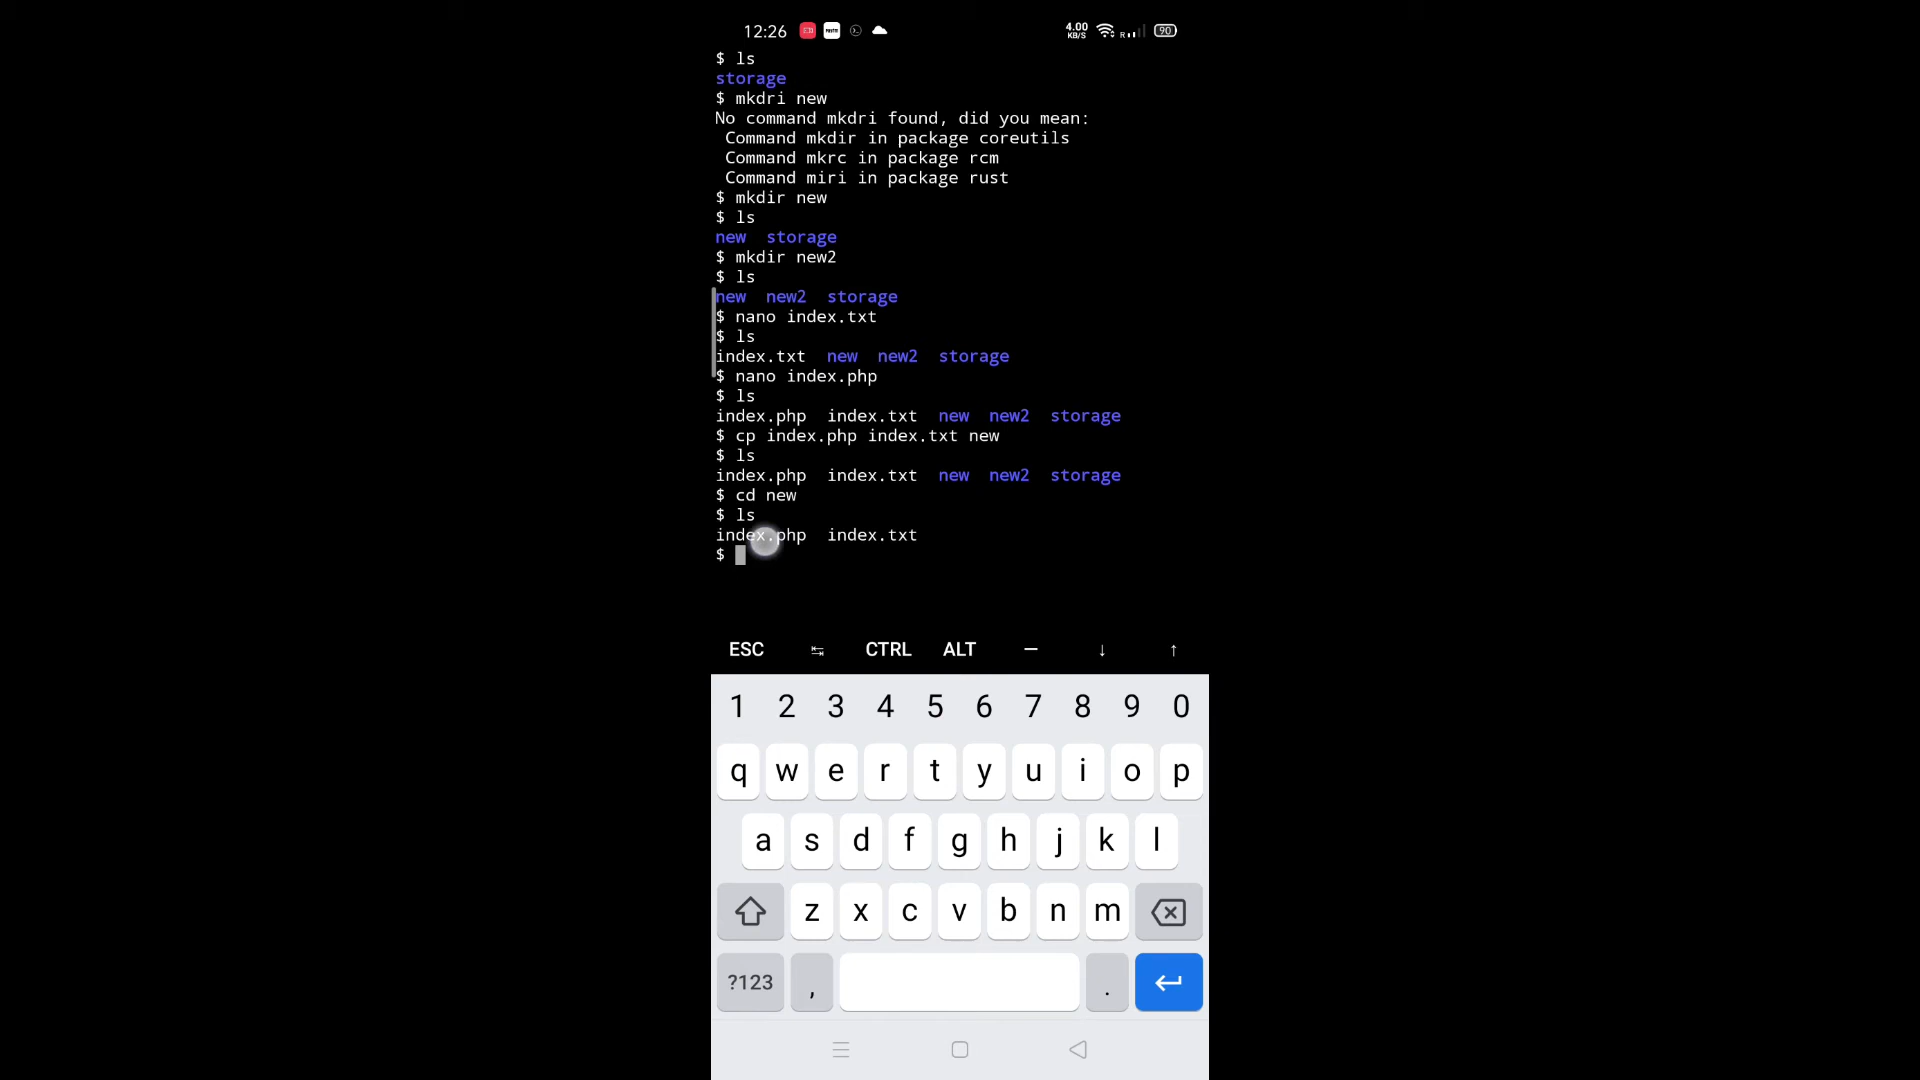 12:26 4.00 KB/S R 90
$ ls
storage
$ mkdri new
No command mkdri found, did you mean:
Command mkdir in package coreutils
Command mkrc in package rcm
Command miri in package rust
$ mkdir new
$ ls
new storage
$ mkdir new2
$ ls
new new2 storage
$ nano index.txt
$ ls
index.txt new new2 storage
$ nano index.php
$ ls
index.php index.txt new new2 storage
$ cp index.php index.txt new
$ ls
index.php index.txt new new2 storage
$ cd new
$ ls
index.php index.txt
$
ESC ↹ CTRL ALT — ↓ ↑
1 2 3 4 5 6 7 8 9 0
q w e r t y u i o p
a s d f g h j k l
z x c v b n m
?123 , .